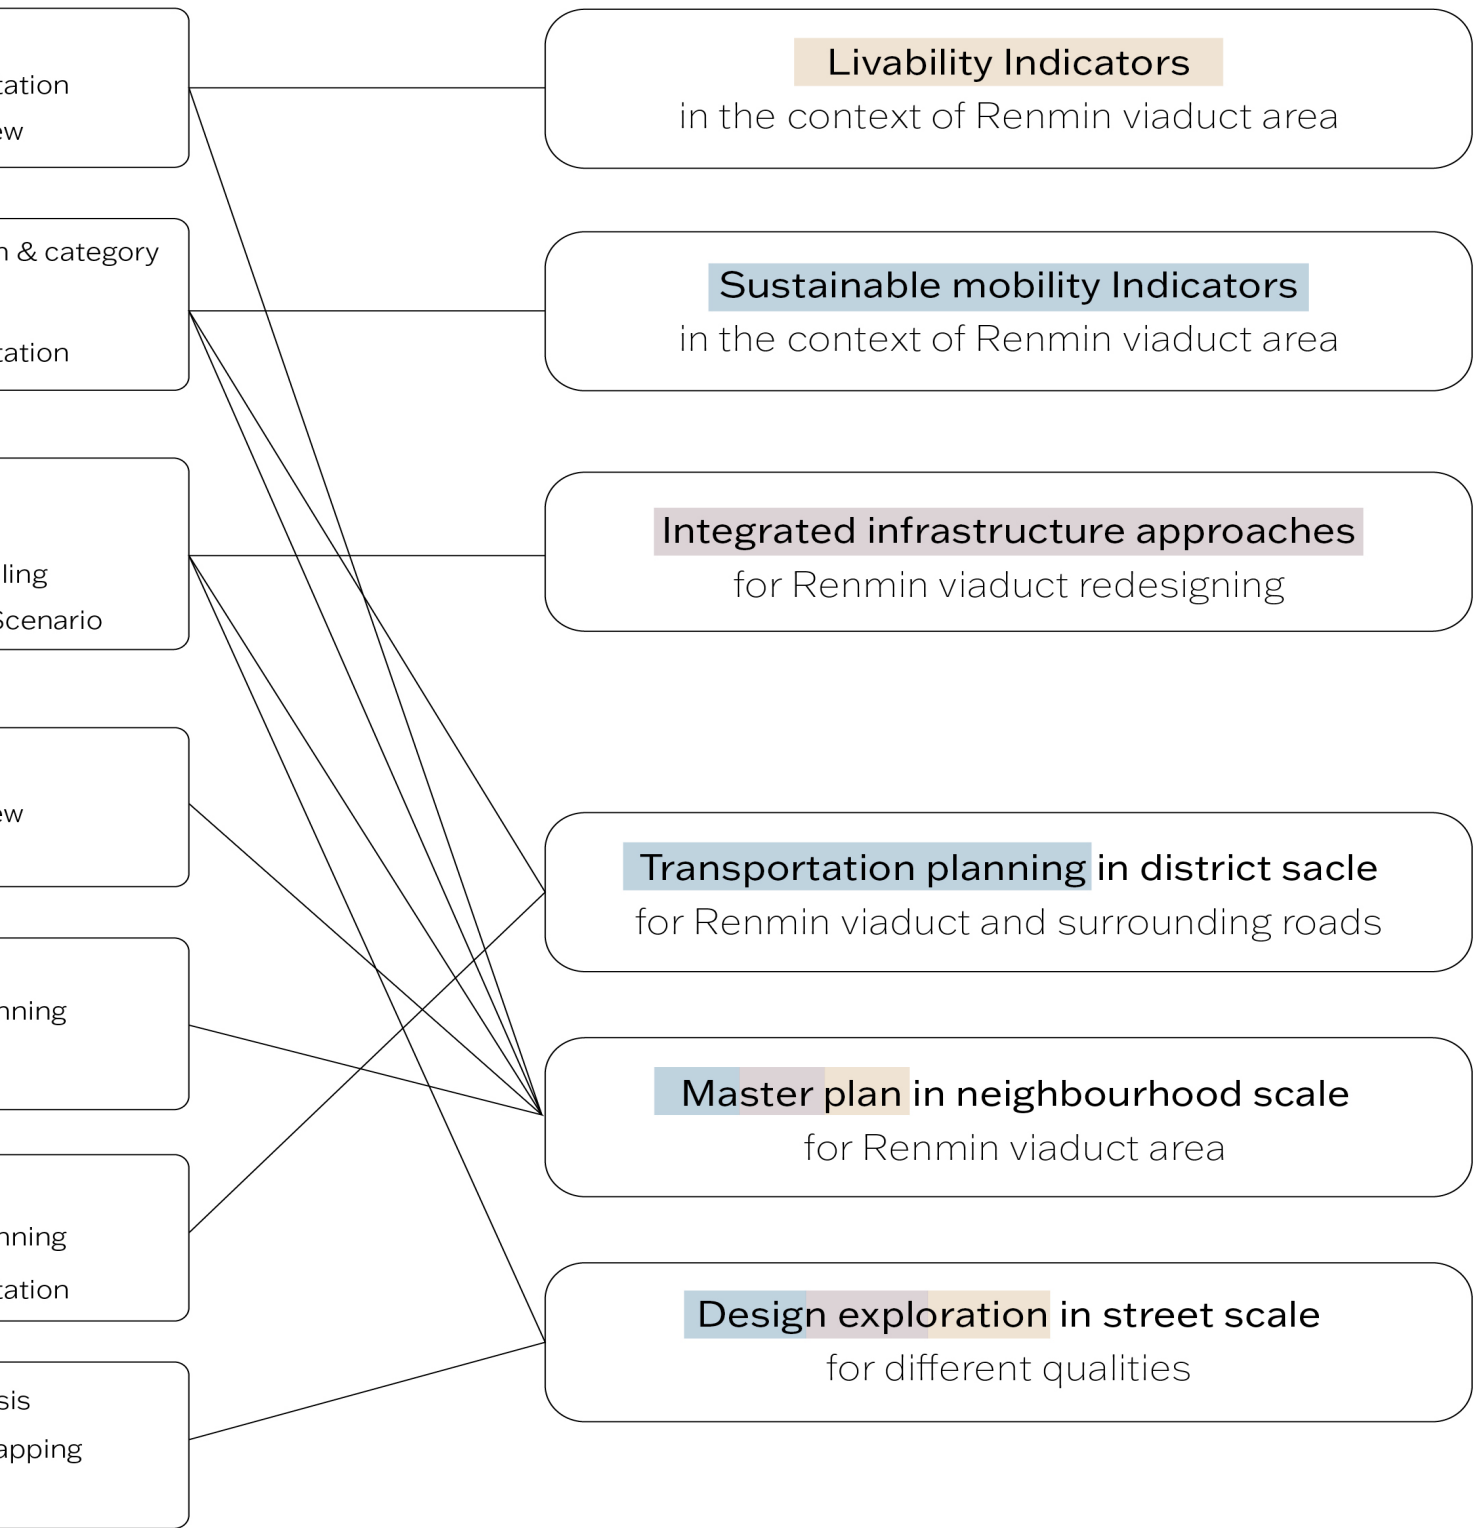 tation
ew
n & category
tation
ling
Scenario
ew
nning
nning
tation
sis
apping
Livability Indicators
in the context of Renmin viaduct area
Sustainable mobility Indicators
in the context of Renmin viaduct area
Integrated infrastructure approaches
for Renmin viaduct redesigning
Transportation planning in district sacle
for Renmin viaduct and surrounding roads
Master plan in neighbourhood scale
for Renmin viaduct area
Design exploration in street scale
for different qualities